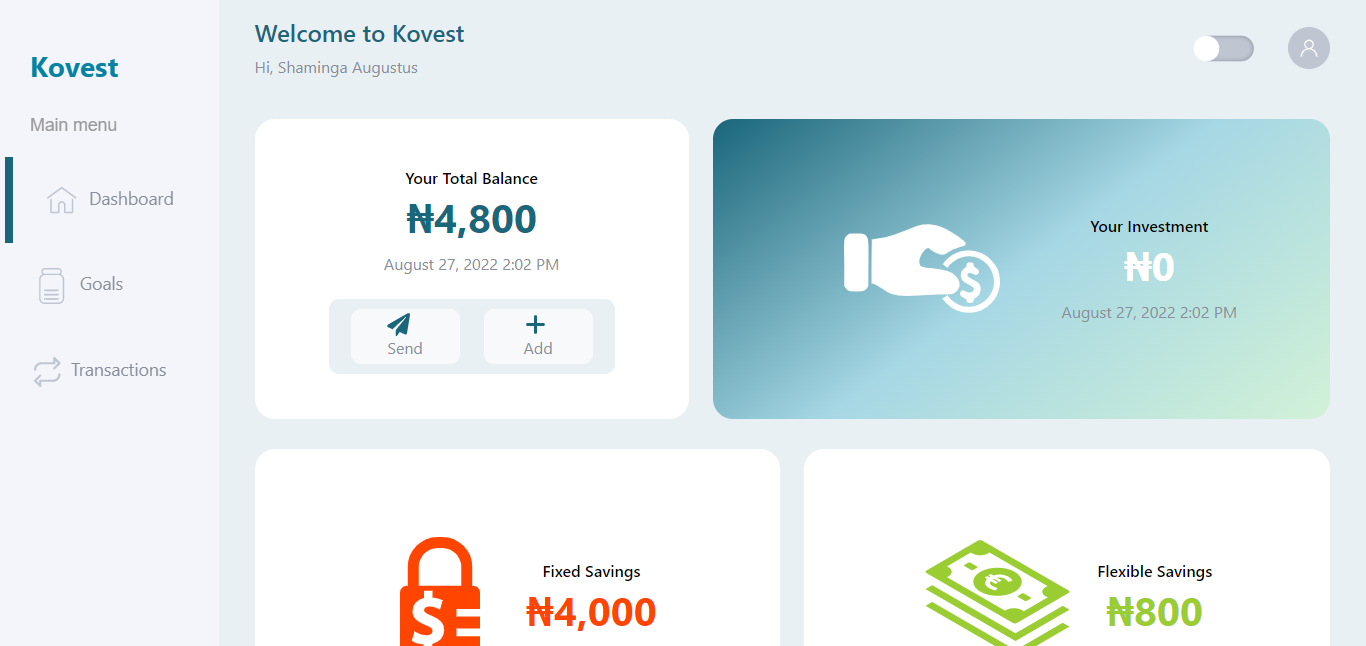 Kovest
Main menu
Dashboard
Goals
Transactions
Welcome to Kovest
Hi, Shaminga Augustus
Your Total Balance
₦4,800
August 27, 2022 2:02 PM
Send
Add
$
Your Investment
₦0
August 27, 2022 2:02 PM
$
Fixed Savings
₦4,000
€
Flexible Savings
₦800